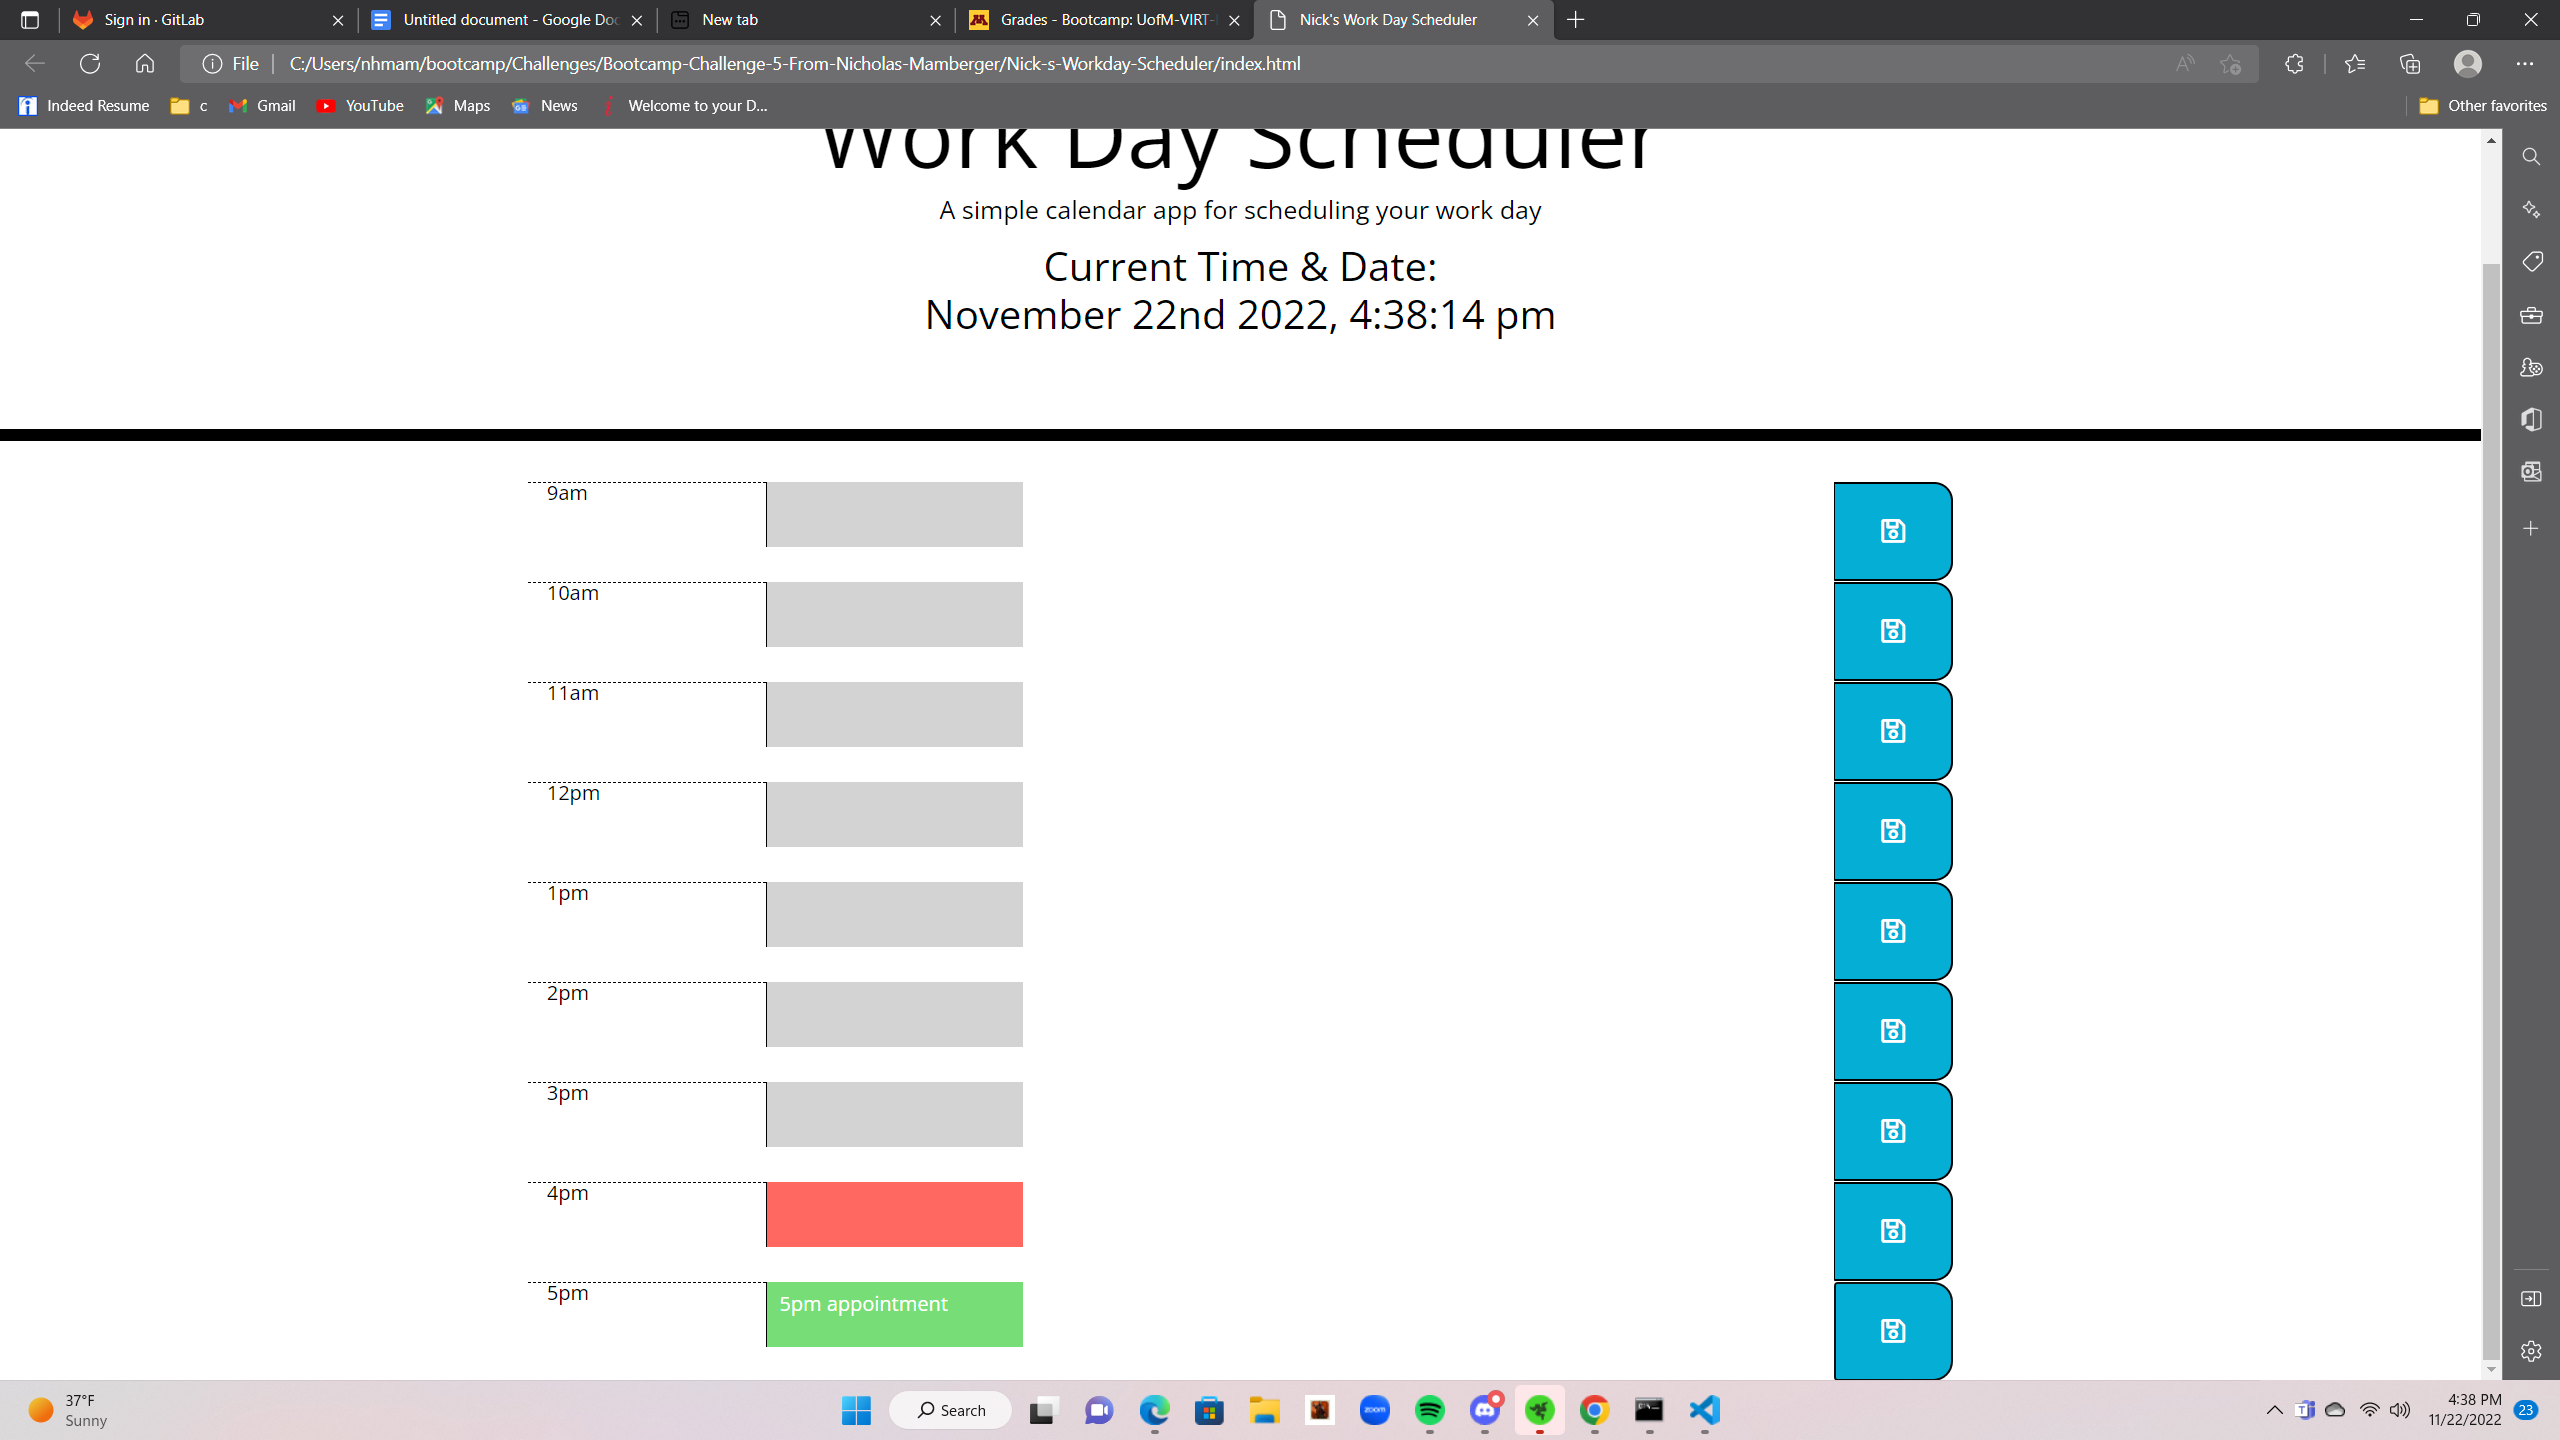 Sign in · GitLab
Untitled document - Google Doc
New tab
Grades - Bootcamp: UofM-VIRT-
Nick's Work Day Scheduler
File
C:/Users/nhmam/bootcamp/Challenges/Bootcamp-Challenge-5-From-Nicholas-Mamberger/Nick-s-Workday-Scheduler/index.html
Indeed Resume
c
Gmail
YouTube
Maps
News
Welcome to your D...
Other favorites
Work Day Scheduler
A simple calendar app for scheduling your work day
Current Time & Date:
November 22nd 2022, 4:38:14 pm
9am
10am
11am
12pm
1pm
2pm
3pm
4pm
5pm
5pm appointment
37°F
Sunny
Search
zoom
4:38 PM
11/22/2022
23